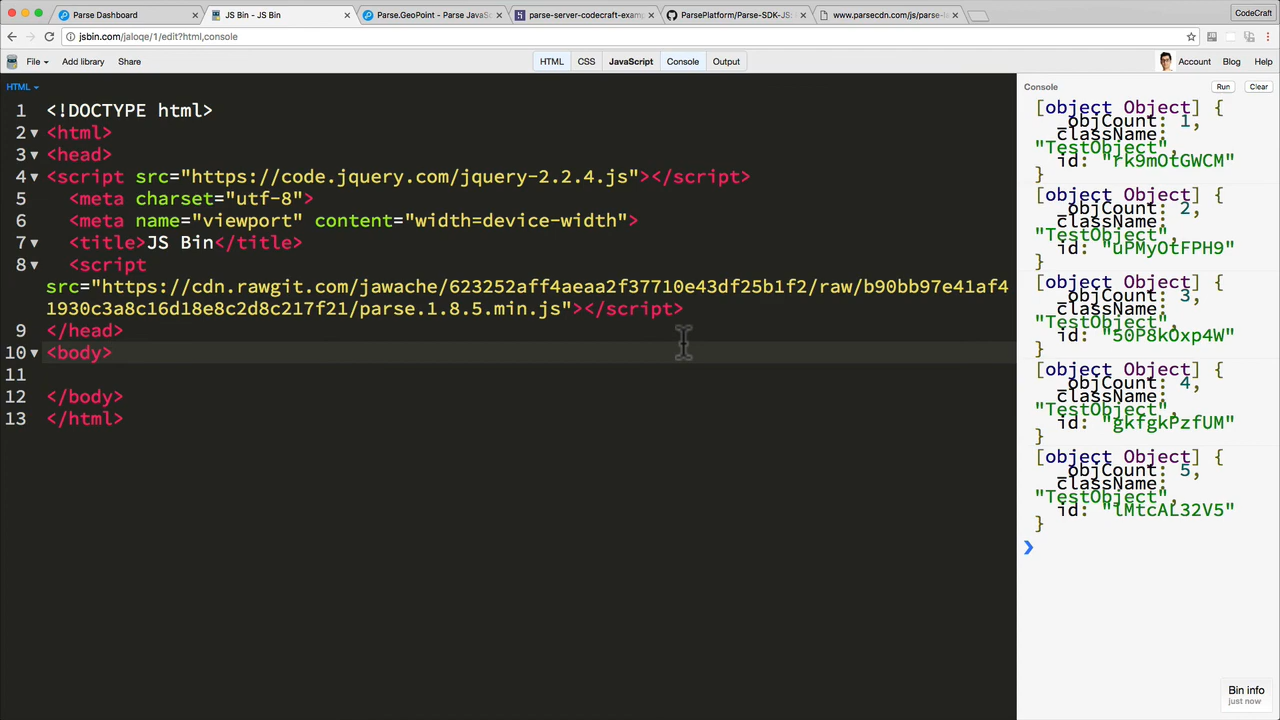 Parse Dashboard
JS Bin - JS Bin
Parse.GeoPoint - Parse JavaSc
parse-server-codecraft-examp
ParsePlatform/Parse-SDK-JS:
www.parsecdn.com/js/parse-la
CodeCraft
jsbin.com/jaloqe/1/edit?html,console
File
Add library
Share
HTML
CSS
JavaScript
Console
Output
Account
Blog
Help
HTML
1 <!DOCTYPE html>
2 <html>
3 <head>
4 <script src="https://code.jquery.com/jquery-2.2.4.js"></script>
5 <meta charset="utf-8">
6 <meta name="viewport" content="width=device-width">
7 <title>JS Bin</title>
8 <script
src="https://cdn.rawgit.com/jawache/623252aff4aeaa2f37710e43df25b1f2/raw/b90bb97e41af4
1930c3a8c16d18e8c2d8c217f21/parse.1.8.5.min.js"></script>
9 </head>
10 <body>
11
12 </body>
13 </html>
Console
Run
Clear
[object Object] {
_objCount: 1,
className:
"TestObject",
id: "rk9mOtGWCM"
}
[object Object] {
_objCount: 2,
className:
"TestObject",
id: "uPMyOtFPH9"
}
[object Object] {
_objCount: 3,
className:
"TestObject",
id: "50P8kOxp4W"
}
[object Object] {
_objCount: 4,
className:
"TestObject",
id: "gkfgkPzfUM"
}
[object Object] {
_objCount: 5,
className:
"TestObject",
id: "lMtcAL32V5"
}
Bin info
just now